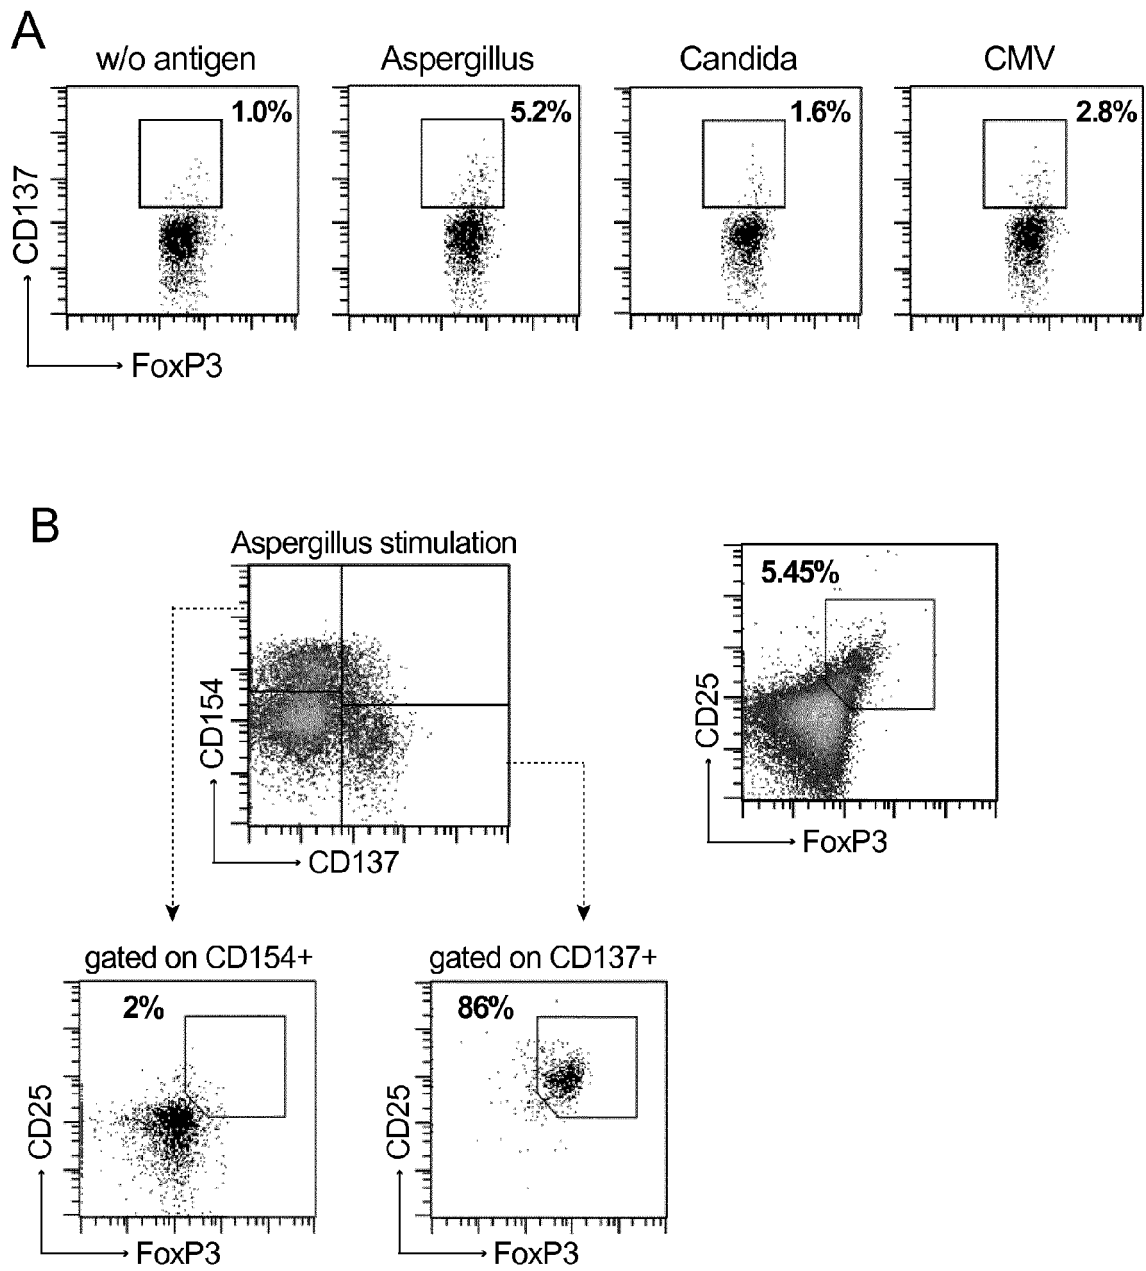 A
w/o antigen
Aspergillus
Candida
CMV
1.0%
5.2%
1.6%
2.8%
CD137
FoxP3
B
Aspergillus stimulation
5.45%
CD154
CD137
CD25
FoxP3
gated on CD154+
gated on CD137+
2%
86%
CD25
FoxP3
CD25
FoxP3